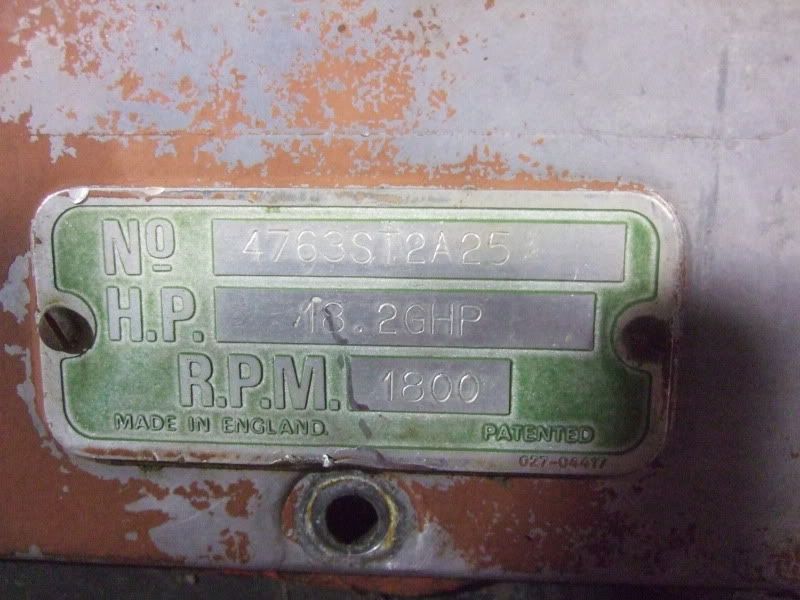 No 4763ST2A25
H.P. 18.2GHP
R.P.M. 1800
MADE IN ENGLAND. PATENTED
027-04417